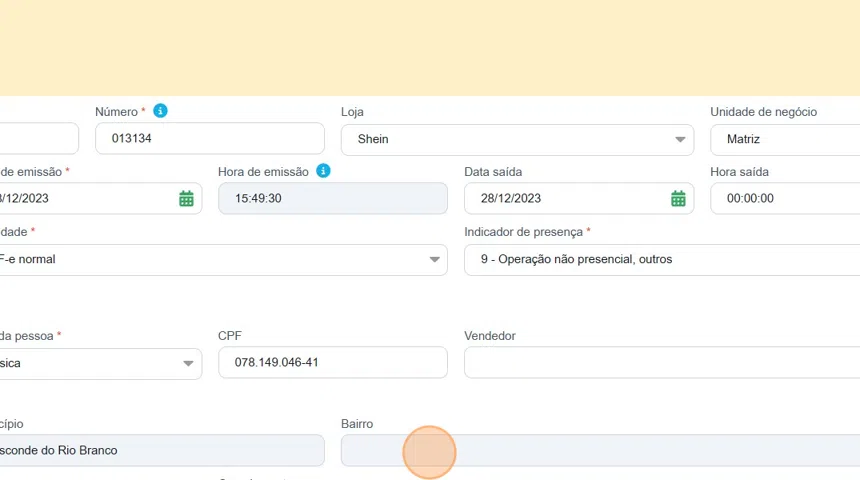 Número *
Loja
Unidade de negócio
013134
Shein
Matriz
de emissão *
Hora de emissão
Data saída
Hora saída
/12/2023
15:49:30
28/12/2023
00:00:00
idade *
Indicador de presença *
F-e normal
9 - Operação não presencial, outros
da pessoa *
CPF
Vendedor
sica
078.149.046-41
cípio
Bairro
sconde do Rio Branco